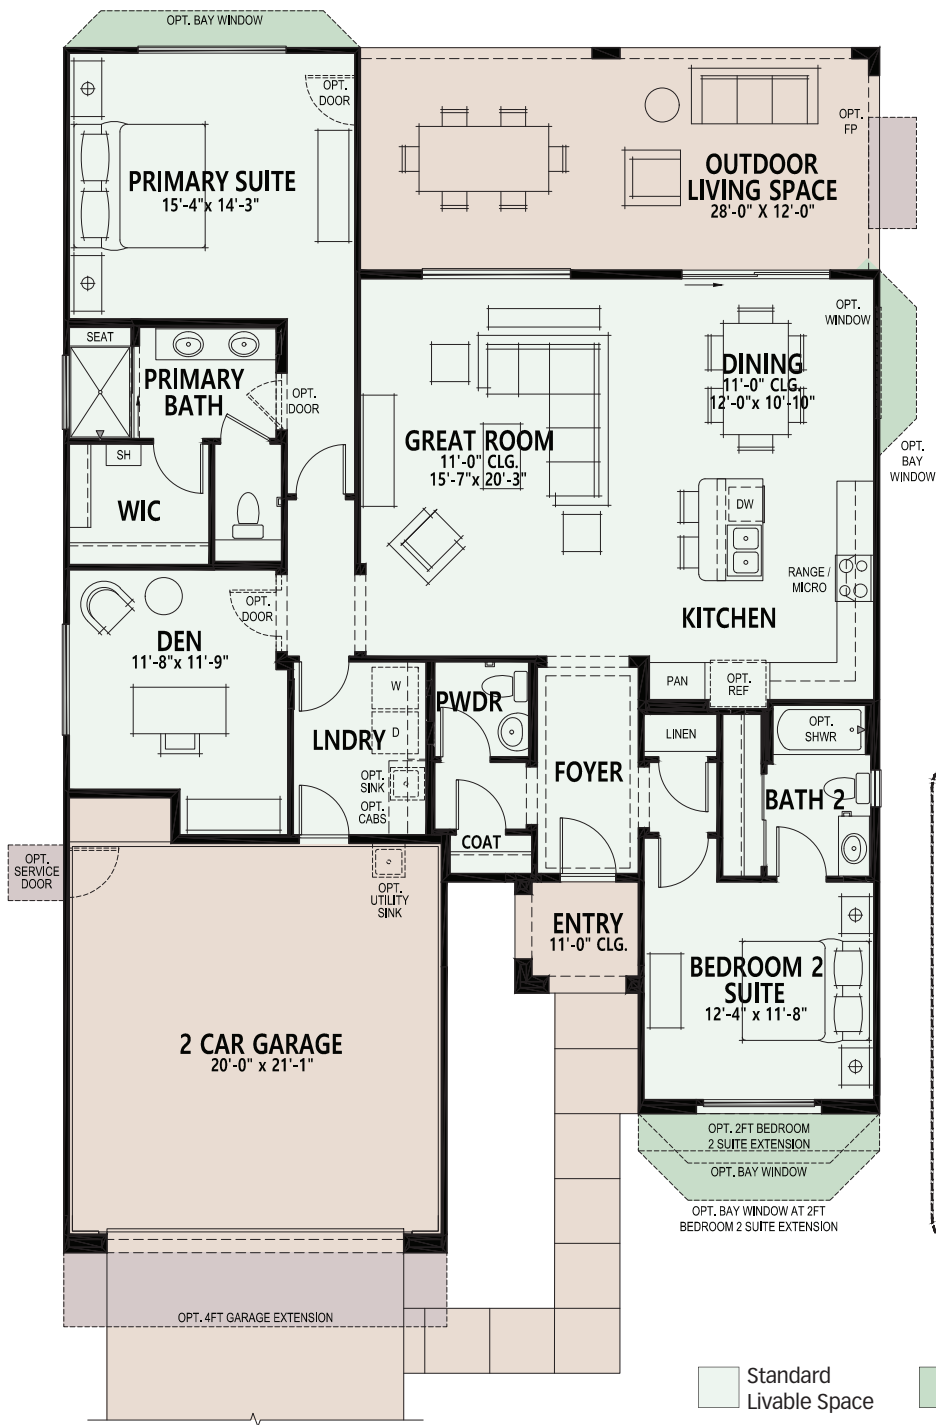 OPT. BAY WINDOW
OPT.
DOOR
PRIMARY SUITE
15'-4"x 14'-3"
OPT.
FP
OUTDOOR
LIVING SPACE
28'-0" X 12'-0"
SEAT
PRIMARY
BATH
OPT.
DOOR
SH
WIC
GREAT ROOM
11'-0" CLG.
15'-7"x 20'-3"
OPT.
WINDOW
DINING
11'-0" CLG.
12'-0"x 10'-10"
OPT.
BAY
WINDOW
DW
RANGE /
MICRO
KITCHEN
PAN
OPT.
REF
OPT.
DOOR
DEN
11'-8"x 11'-9"
W
D
LNDRY
OPT.
SINK
OPT.
CABS
PWDR
COAT
FOYER
LINEN
OPT.
SHWR
BATH 2
OPT.
SERVICE
DOOR
OPT.
UTILITY
SINK
ENTRY
11'-0" CLG.
BEDROOM 2
SUITE
12'-4" x 11'-8"
2 CAR GARAGE
20'-0" x 21'-1"
OPT. 2FT BEDROOM
2 SUITE EXTENSION
OPT. BAY WINDOW
OPT. BAY WINDOW AT 2FT
BEDROOM 2 SUITE EXTENSION
OPT. 4FT GARAGE EXTENSION
Standard
Livable Space